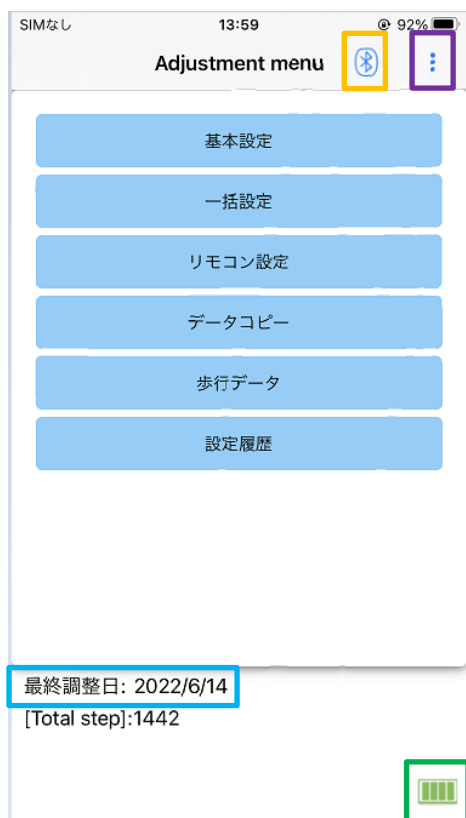 SIMなし 13:59 92%
Adjustment menu
基本設定
一括設定
リモコン設定
データコピー
歩行データ
設定履歴
最終調整日: 2022/6/14
[Total step]:1442